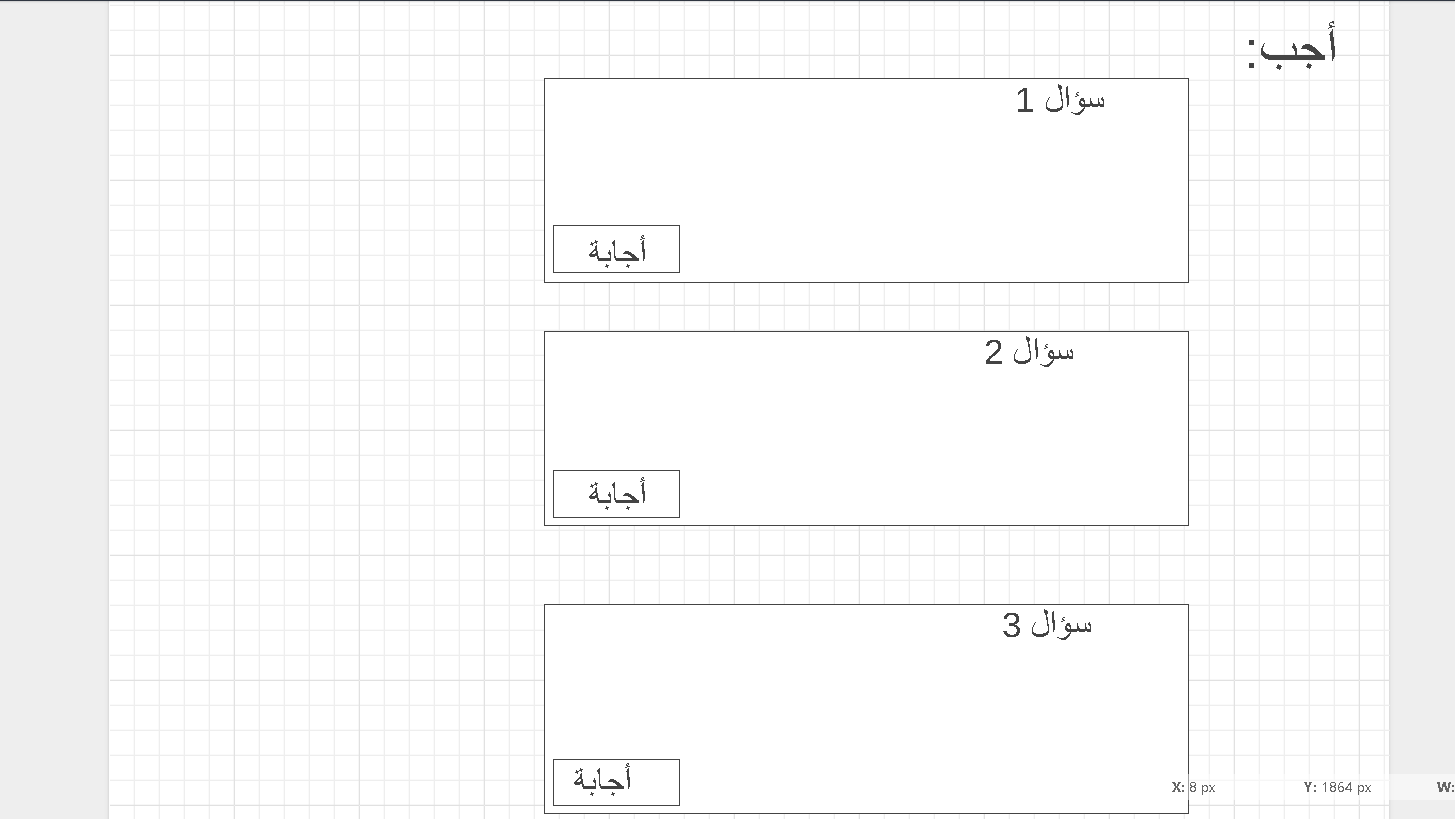 أجب:
سؤال 1
أجابة
سؤال 2
أجابة
سؤال 3
أجابة
X: 8 px Y: 1864 px W: